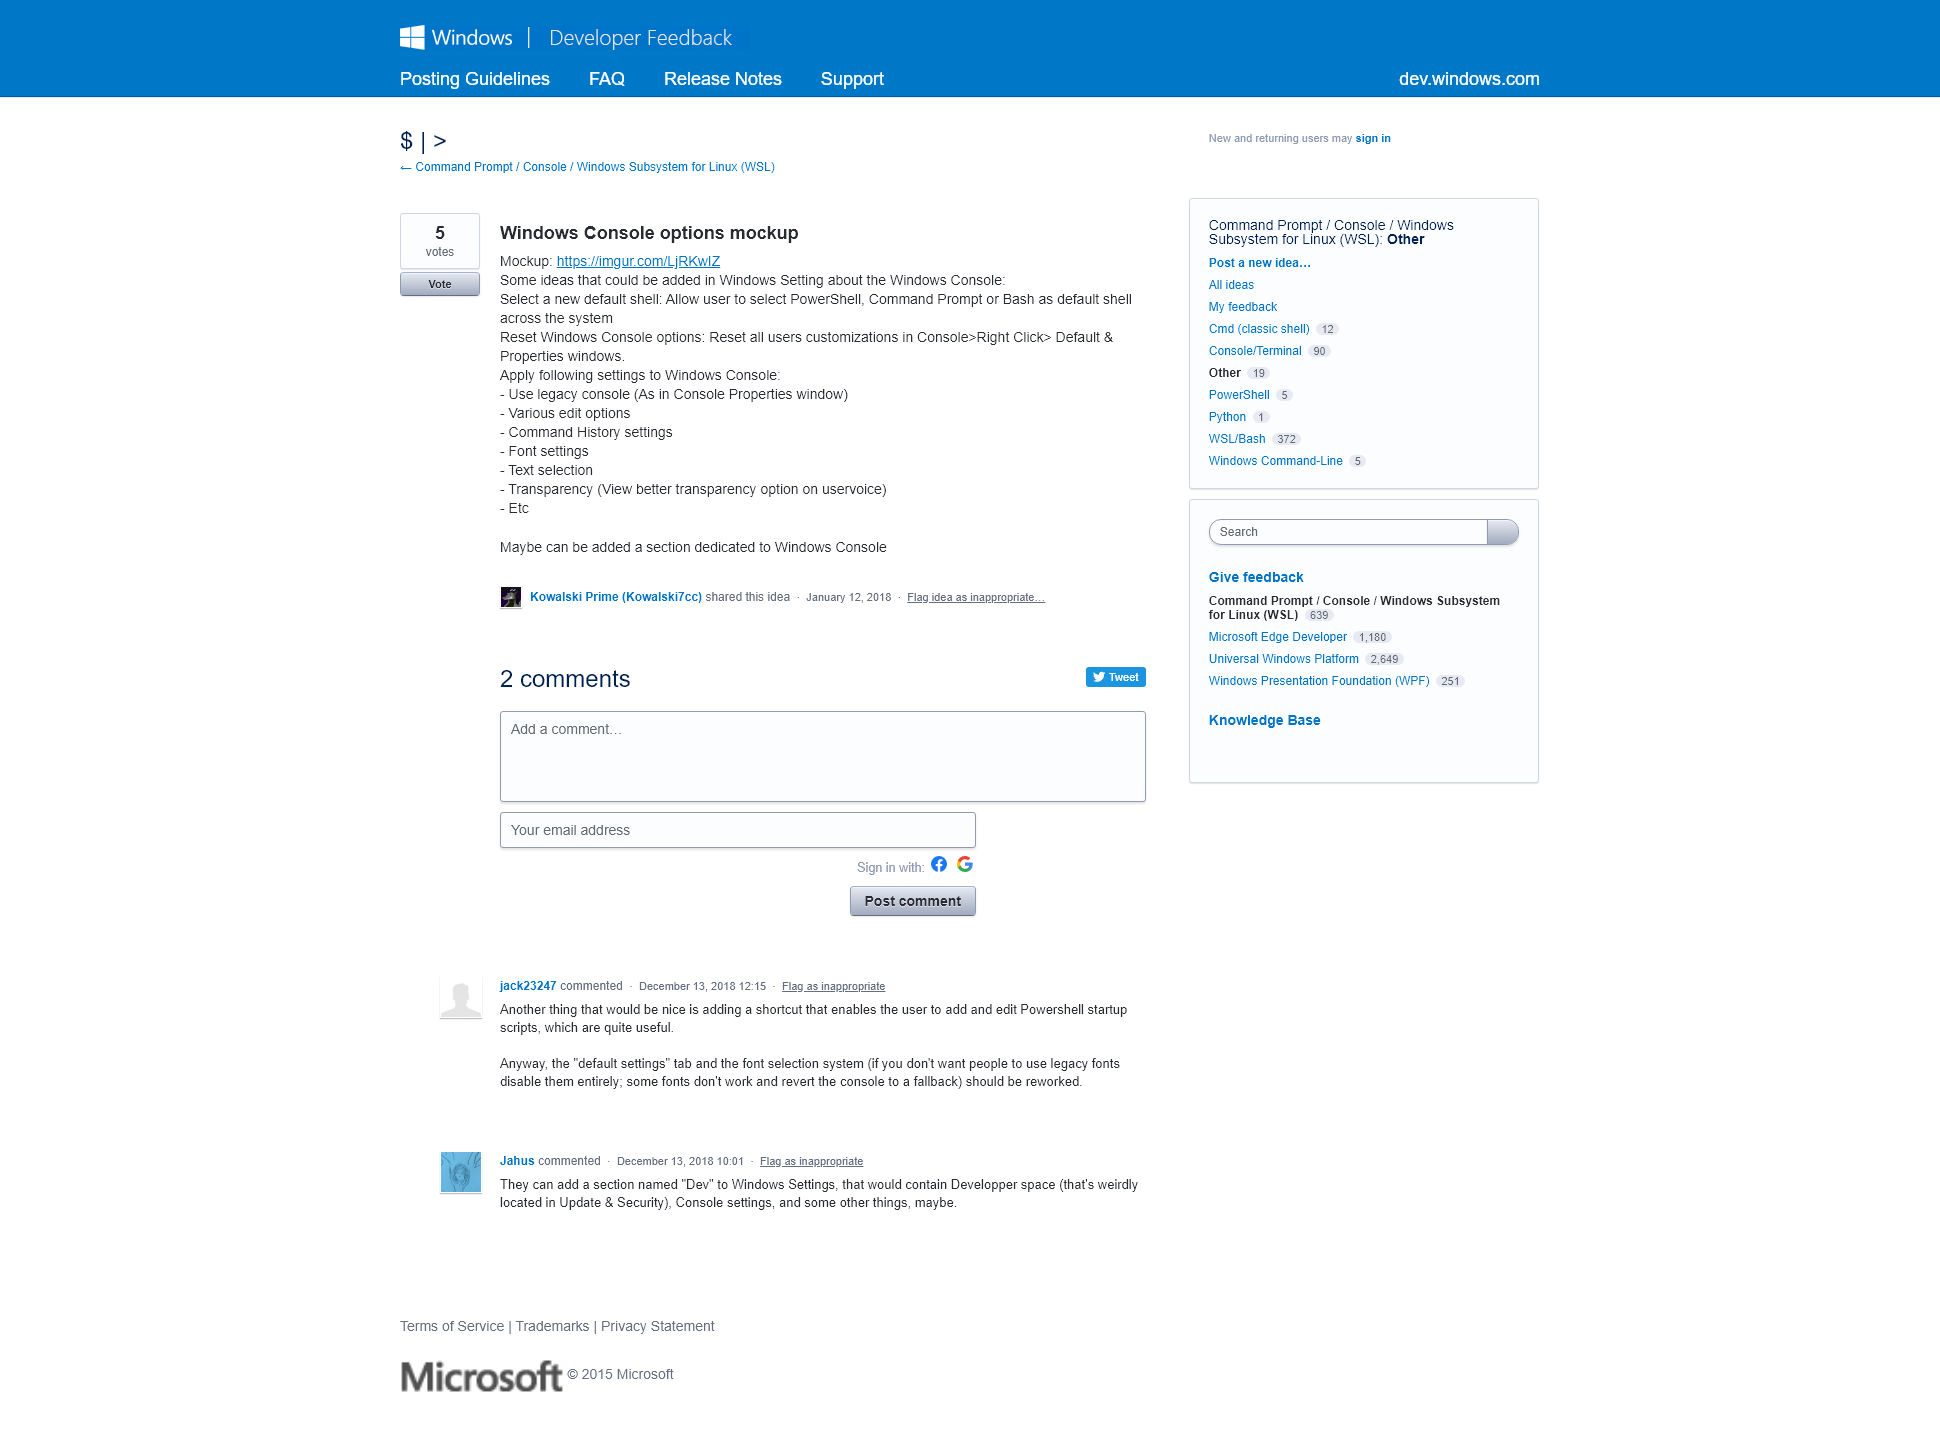 Windows | Developer Feedback
Posting Guidelines FAQ Release Notes Support dev.windows.com
$ | >
← Command Prompt / Console / Windows Subsystem for Linux (WSL)
New and returning users may sign in
5
votes
Vote
Windows Console options mockup
Mockup: https://imgur.com/LjRKwIZ
Some ideas that could be added in Windows Setting about the Windows Console:
Select a new default shell: Allow user to select PowerShell, Command Prompt or Bash as default shell
across the system
Reset Windows Console options: Reset all users customizations in Console>Right Click> Default &
Properties windows.
Apply following settings to Windows Console:
- Use legacy console (As in Console Properties window)
- Various edit options
- Command History settings
- Font settings
- Text selection
- Transparency (View better transparency option on uservoice)
- Etc
Maybe can be added a section dedicated to Windows Console
Kowalski Prime (Kowalski7cc) shared this idea · January 12, 2018 · Flag idea as inappropriate…
2 comments
Tweet
Add a comment…
Your email address
Sign in with:
Post comment
jack23247 commented · December 13, 2018 12:15 · Flag as inappropriate
Another thing that would be nice is adding a shortcut that enables the user to add and edit Powershell startup
scripts, which are quite useful.
Anyway, the "default settings" tab and the font selection system (if you don't want people to use legacy fonts
disable them entirely; some fonts don't work and revert the console to a fallback) should be reworked.
Jahus commented · December 13, 2018 10:01 · Flag as inappropriate
They can add a section named "Dev" to Windows Settings, that would contain Developper space (that's weirdly
located in Update & Security), Console settings, and some other things, maybe.
Command Prompt / Console / Windows
Subsystem for Linux (WSL): Other
Post a new idea…
All ideas
My feedback
Cmd (classic shell) 12
Console/Terminal 90
Other 19
PowerShell 5
Python 1
WSL/Bash 372
Windows Command-Line 5
Search
Give feedback
Command Prompt / Console / Windows Subsystem
for Linux (WSL) 639
Microsoft Edge Developer 1,180
Universal Windows Platform 2,649
Windows Presentation Foundation (WPF) 251
Knowledge Base
Terms of Service | Trademarks | Privacy Statement
Microsoft © 2015 Microsoft